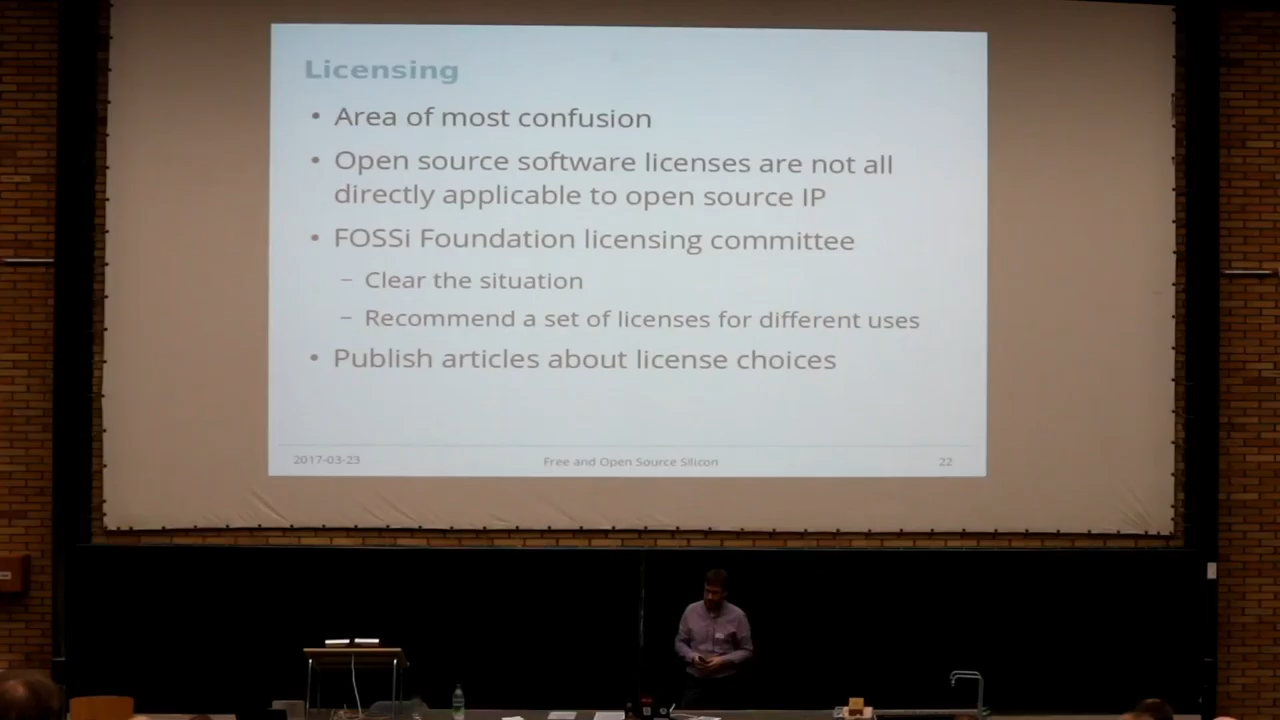 Licensing
• Area of most confusion
• Open source software licenses are not all
directly applicable to open source IP
• FOSSi Foundation licensing committee
– Clear the situation
– Recommend a set of licenses for different uses
• Publish articles about license choices
2017-03-23 Free and Open Source Silicon 22